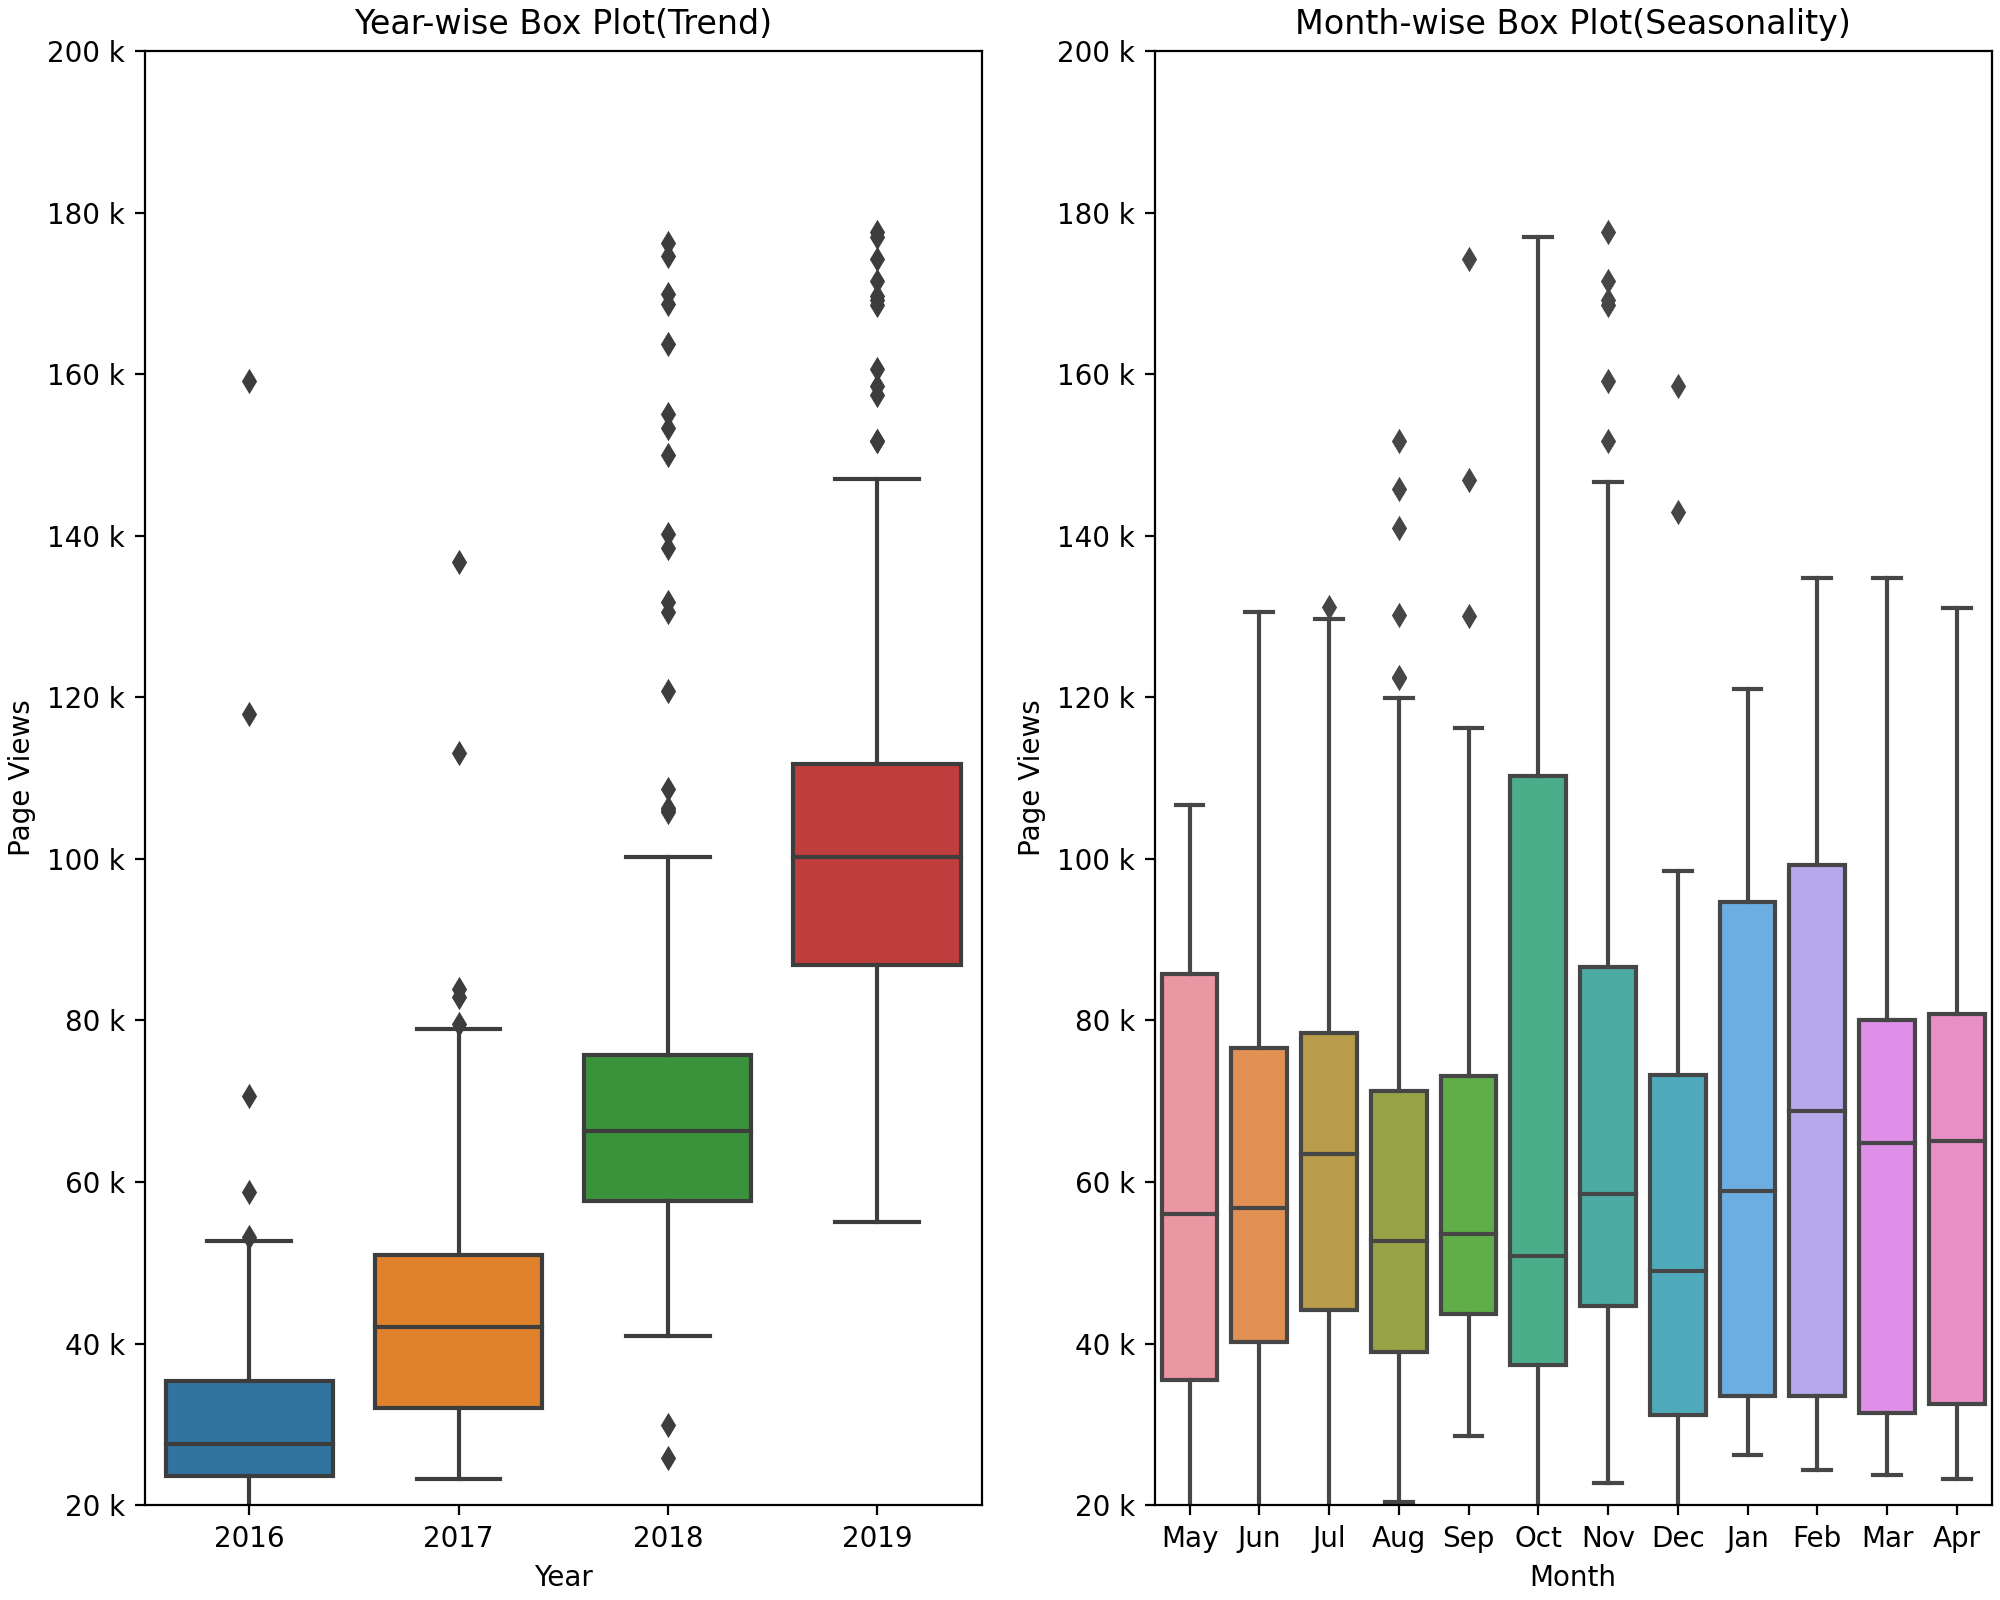 Year-wise Box Plot(Trend)
200 k
180 k
160 k
140 k
120 k
100 k
80 k
60 k
40 k
20 k
Page Views
2016 2017 2018 2019
Year
Month-wise Box Plot(Seasonality)
200 k
180 k
160 k
140 k
120 k
100 k
80 k
60 k
40 k
20 k
Page Views
May Jun Jul Aug Sep Oct Nov Dec Jan Feb Mar Apr
Month